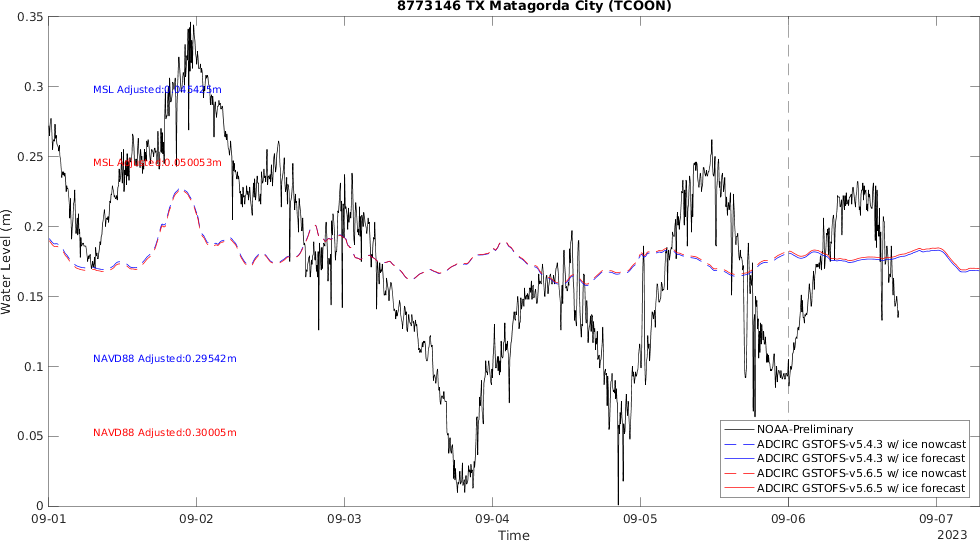 8773146 TX Matagorda City (TCOON)
0.35
0.3
0.25
0.2
0.15
0.1
0.05
0
Water Level (m)
MSL Adjusted:0.045425m
MSL Adjusted:0.050053m
NAVD88 Adjusted:0.29542m
NAVD88 Adjusted:0.30005m
NOAA-Preliminary
ADCIRC GSTOFS-v5.4.3 w/ ice nowcast
ADCIRC GSTOFS-v5.4.3 w/ ice forecast
ADCIRC GSTOFS-v5.6.5 w/ ice nowcast
ADCIRC GSTOFS-v5.6.5 w/ ice forecast
09-01 09-02 09-03 09-04 09-05 09-06 09-07
Time
2023